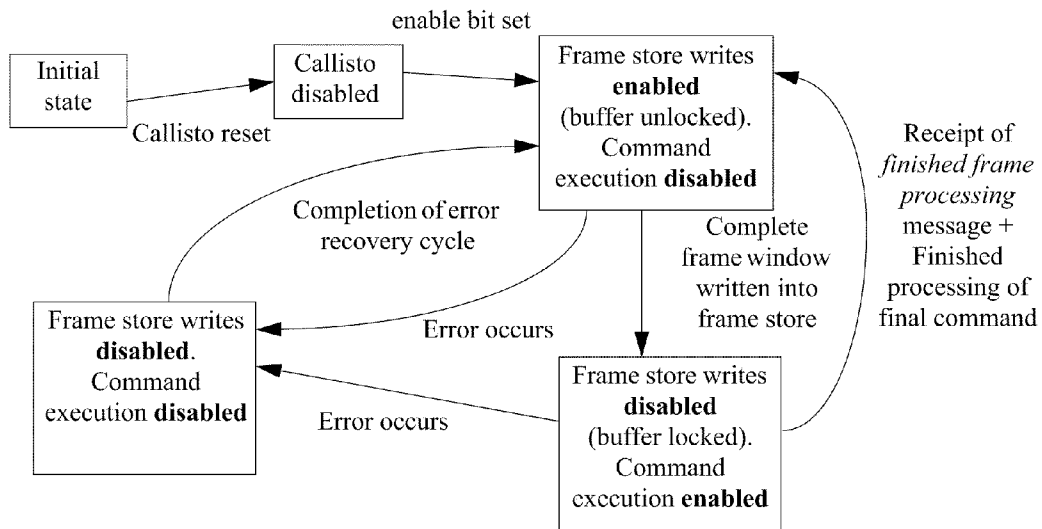 enable bit set
Initial
state
Callisto
disabled
Callisto reset
Frame store writes
enabled
(buffer unlocked).
Command
execution disabled
Receipt of
finished frame
processing
message +
Finished
processing of
final command
Completion of error
recovery cycle
Complete
frame window
written into
frame store
Error occurs
Frame store writes
disabled.
Command
execution disabled
Error occurs
Frame store writes
disabled
(buffer locked).
Command
execution enabled